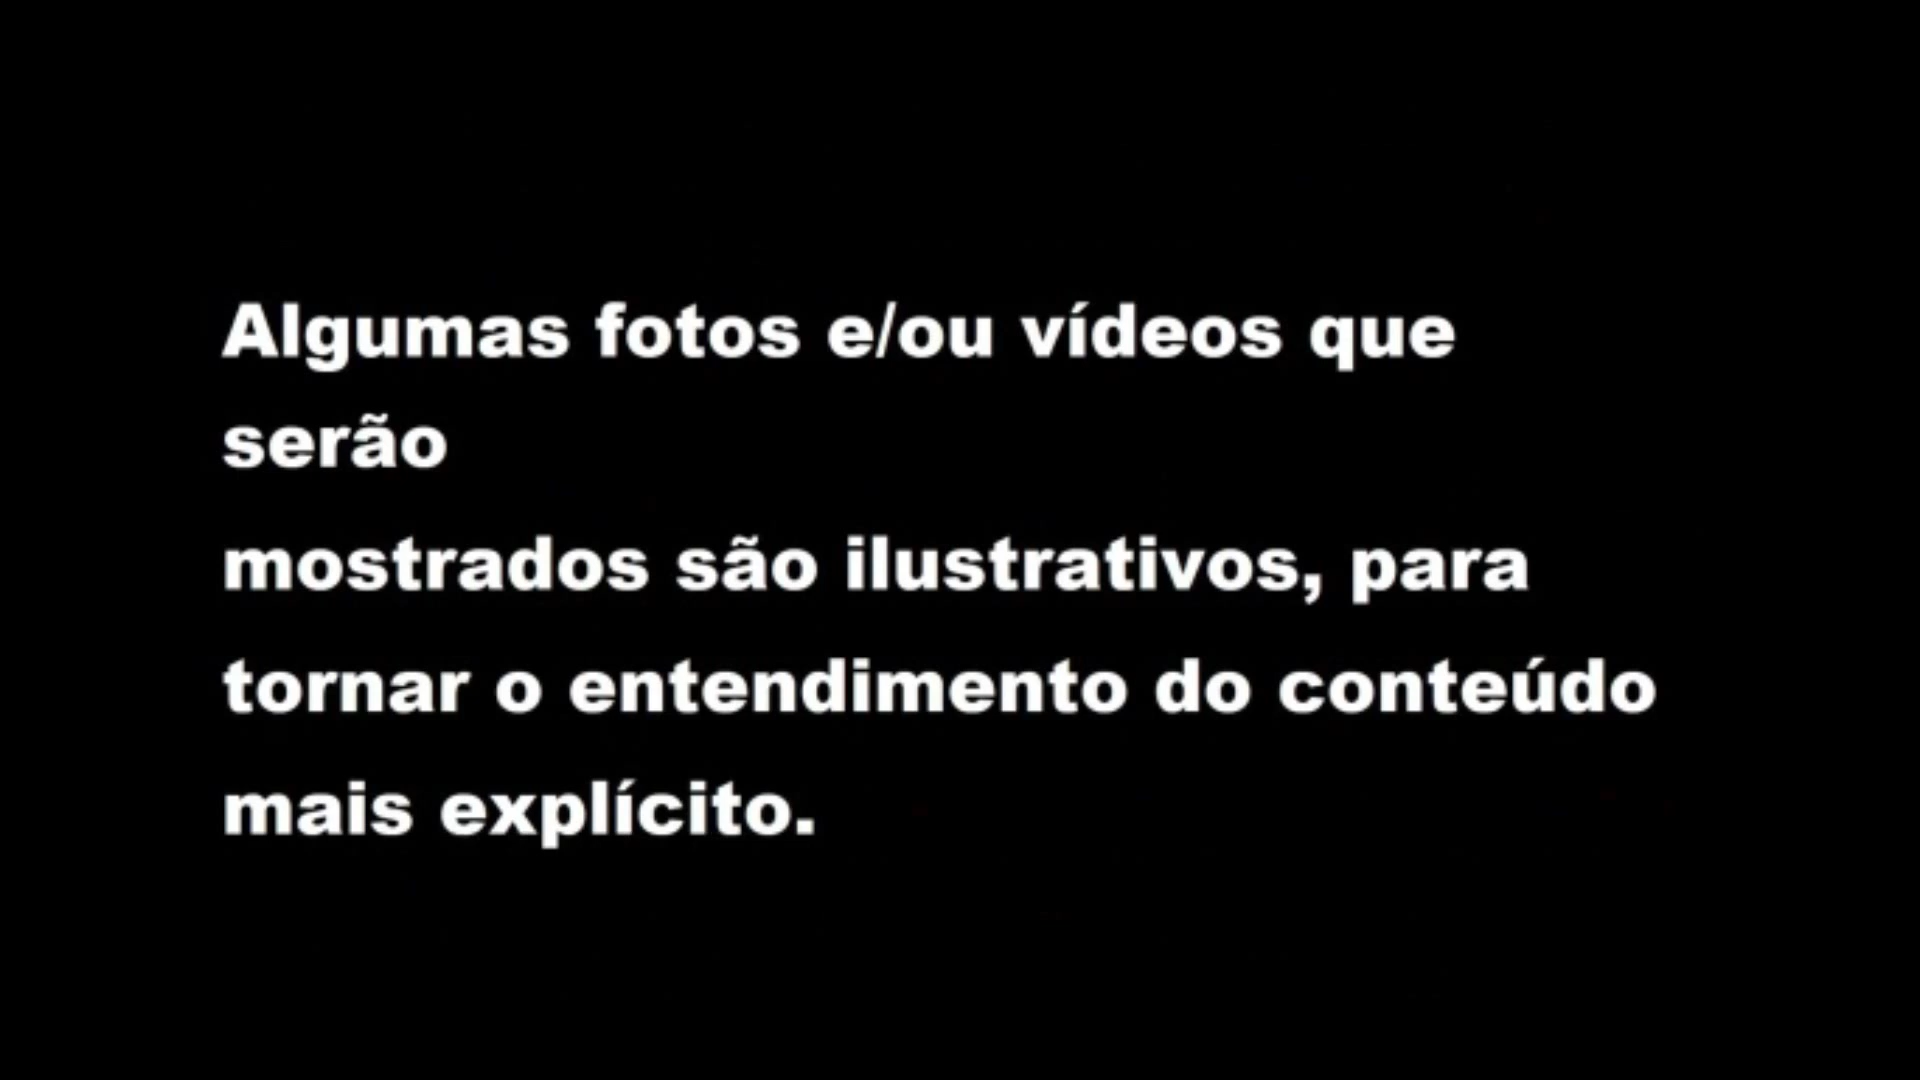 Algumas fotos e/ou vídeos que
serão
mostrados são ilustrativos, para
tornar o entendimento do conteúdo
mais explícito.